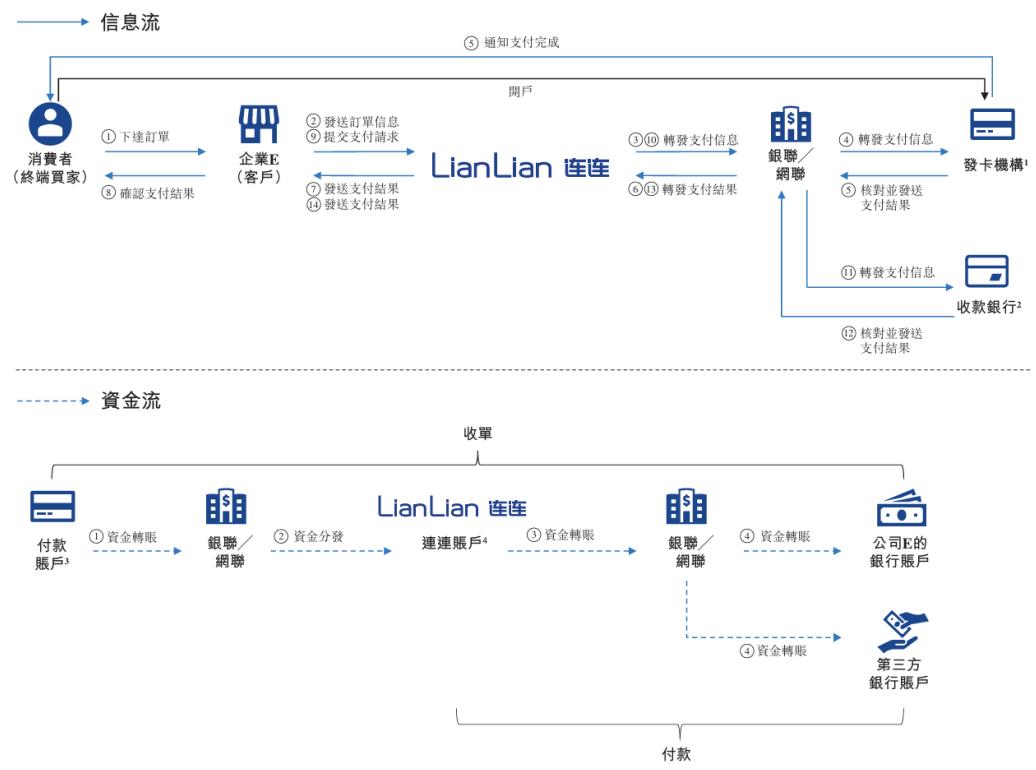 信息流
⑤ 通知支付完成
開戶
消費者
（終端買家）
① 下達訂單
⑧ 確認支付結果
企業E
（客戶）
② 發送訂單信息
⑨ 提交支付請求
⑦ 發送支付結果
⑭ 發送支付結果
LianLian 连连
③⑩ 轉發支付信息
⑥⑬ 轉發支付結果
銀聯／
網聯
④ 轉發支付信息
⑤ 核對並發送
支付結果
發卡機構¹
⑪ 轉發支付信息
收款銀行²
⑫ 核對並發送
支付結果
資金流
收單
付款
賬戶³
① 資金轉賬
銀聯／
網聯
② 資金分發
LianLian 连连
連連賬戶⁴
③ 資金轉賬
銀聯／
網聯
④ 資金轉賬
公司E的
銀行賬戶
④ 資金轉賬
第三方
銀行賬戶
付款